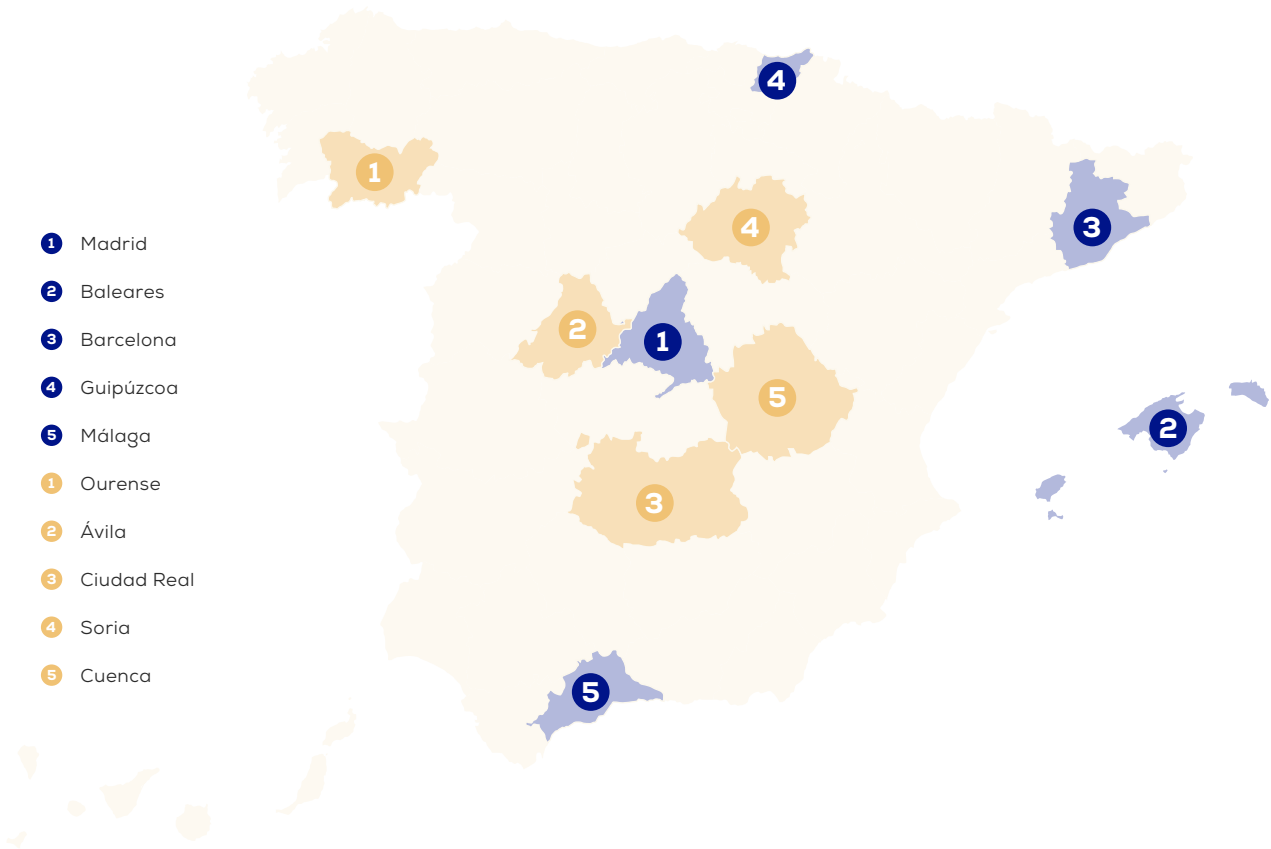 1 Madrid
2 Baleares
3 Barcelona
4 Guipúzcoa
5 Málaga
1 Ourense
2 Ávila
3 Ciudad Real
4 Soria
5 Cuenca
4
1
4
3
2
1
5
2
3
5